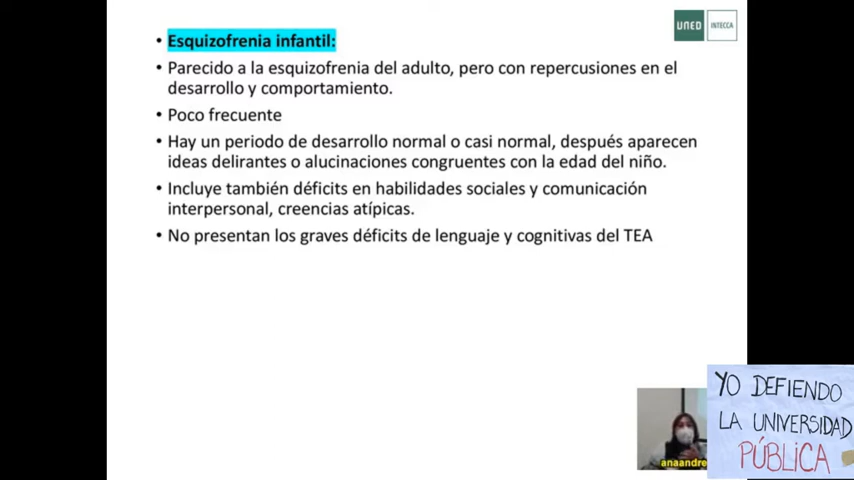 UNED
INTECCA
• Esquizofrenia infantil:
• Parecido a la esquizofrenia del adulto, pero con repercusiones en el
desarrollo y comportamiento.
• Poco frecuente
• Hay un periodo de desarrollo normal o casi normal, después aparecen
ideas delirantes o alucinaciones congruentes con la edad del niño.
• Incluye también déficits en habilidades sociales y comunicación
interpersonal, creencias atípicas.
• No presentan los graves déficits de lenguaje y cognitivas del TEA
anaandre
YO DEFIENDO
LA UNIVERSIDAD
PÚBLICA